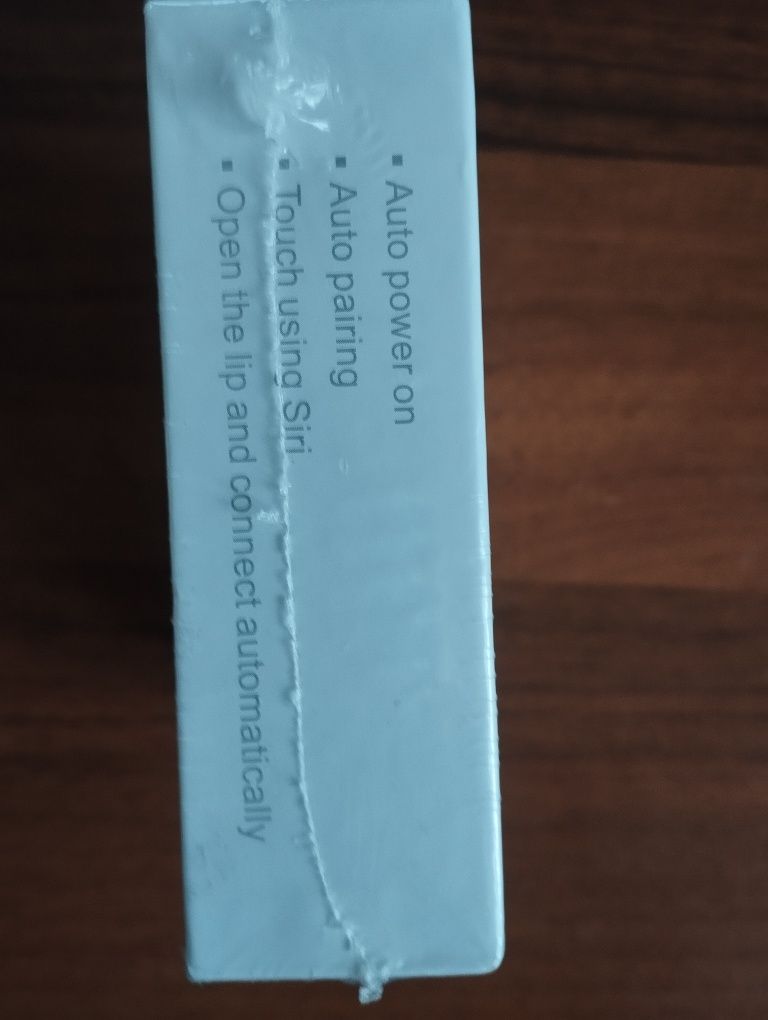 ▪ Auto power on
▪ Auto pairing
▪ Touch using Siri
▪ Open the lip and connect automatically